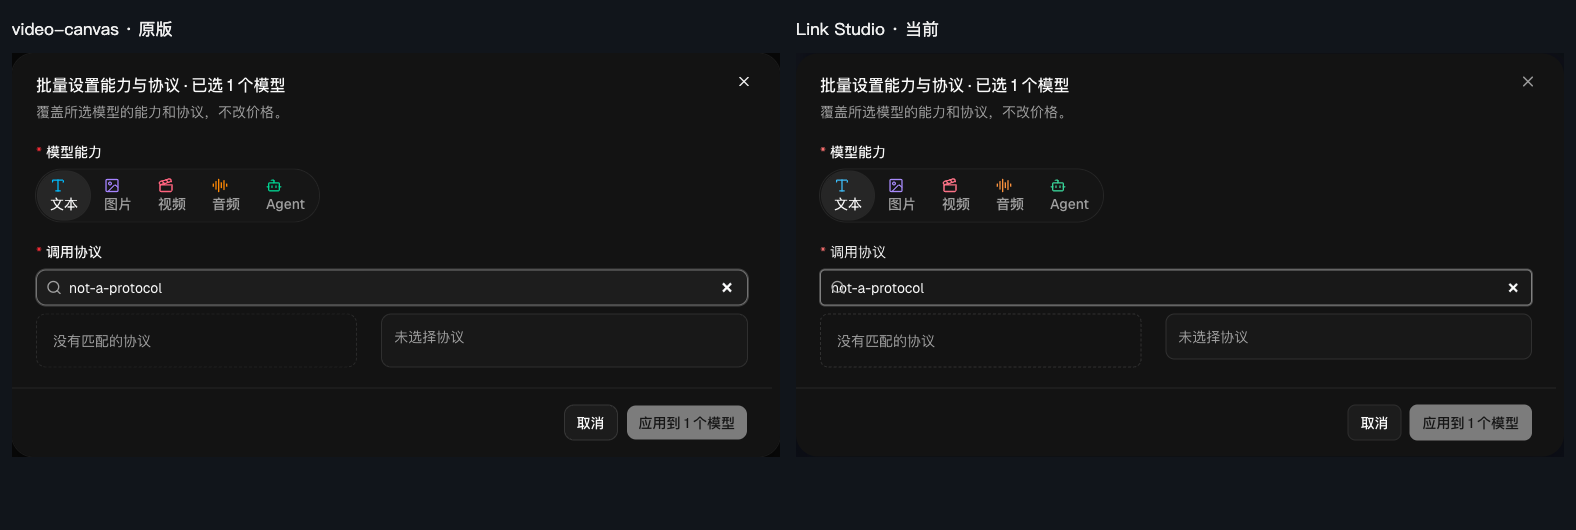 video-canvas · 原版
批量设置能力与协议 · 已选 1 个模型
覆盖所选模型的能力和协议，不改价格。
* 模型能力
文本 图片 视频 音频 Agent
* 调用协议
not-a-protocol
没有匹配的协议
未选择协议
取消 应用到 1 个模型
Link Studio · 当前
批量设置能力与协议 · 已选 1 个模型
覆盖所选模型的能力和协议，不改价格。
* 模型能力
文本 图片 视频 音频 Agent
* 调用协议
not-a-protocol
没有匹配的协议
未选择协议
取消 应用到 1 个模型